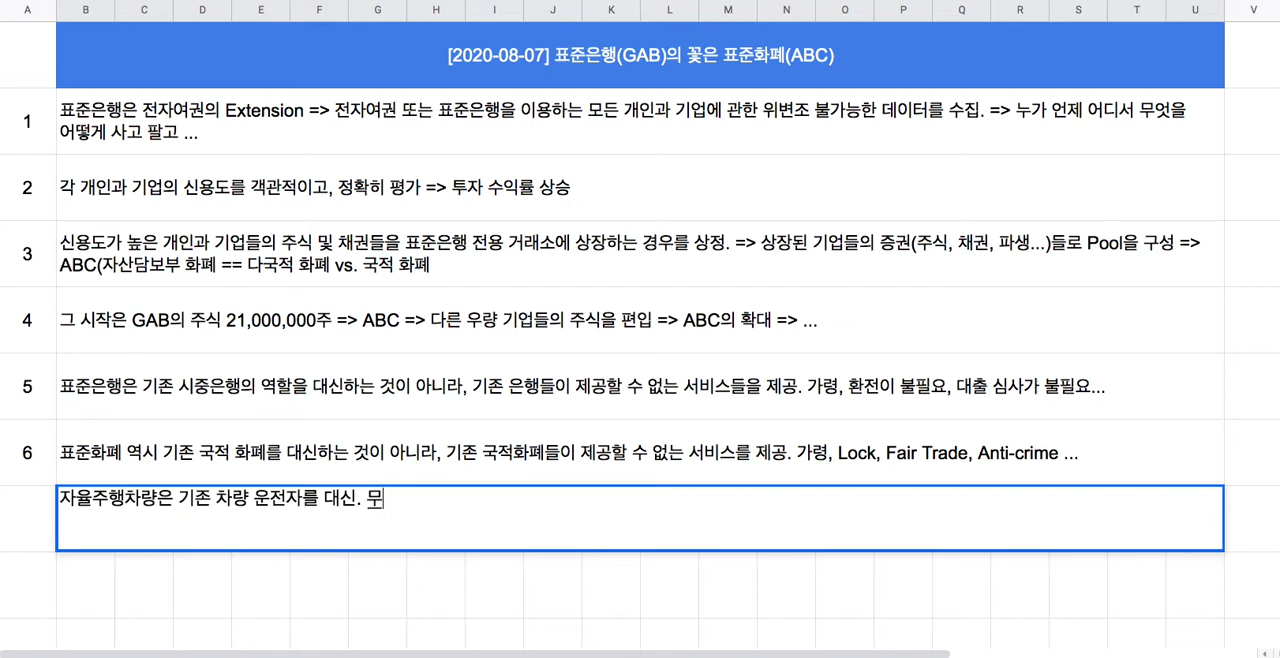 A B C D E F G H I J K L M N O P Q R S T U V
[2020-08-07] 표준은행(GAB)의 꽃은 표준화폐(ABC)
1 표준은행은 전자여권의 Extension => 전자여권 또는 표준은행을 이용하는 모든 개인과 기업에 관한 위변조 불가능한 데이터를 수집. => 누가 언제 어디서 무엇을
어떻게 사고 팔고 ...
2 각 개인과 기업의 신용도를 객관적이고, 정확히 평가 => 투자 수익률 상승
3 신용도가 높은 개인과 기업들의 주식 및 채권들을 표준은행 전용 거래소에 상장하는 경우를 상정. => 상장된 기업들의 증권(주식, 채권, 파생...)들로 Pool을 구성 =>
ABC(자산담보부 화폐 == 다국적 화폐 vs. 국적 화폐
4 그 시작은 GAB의 주식 21,000,000주 => ABC => 다른 우량 기업들의 주식을 편입 => ABC의 확대 => ...
5 표준은행은 기존 시중은행의 역할을 대신하는 것이 아니라, 기존 은행들이 제공할 수 없는 서비스들을 제공. 가령, 환전이 불필요, 대출 심사가 불필요...
6 표준화폐 역시 기존 국적 화폐를 대신하는 것이 아니라, 기존 국적화폐들이 제공할 수 없는 서비스를 제공. 가령, Lock, Fair Trade, Anti-crime ...
자율주행차량은 기존 차량 운전자를 대신. 무